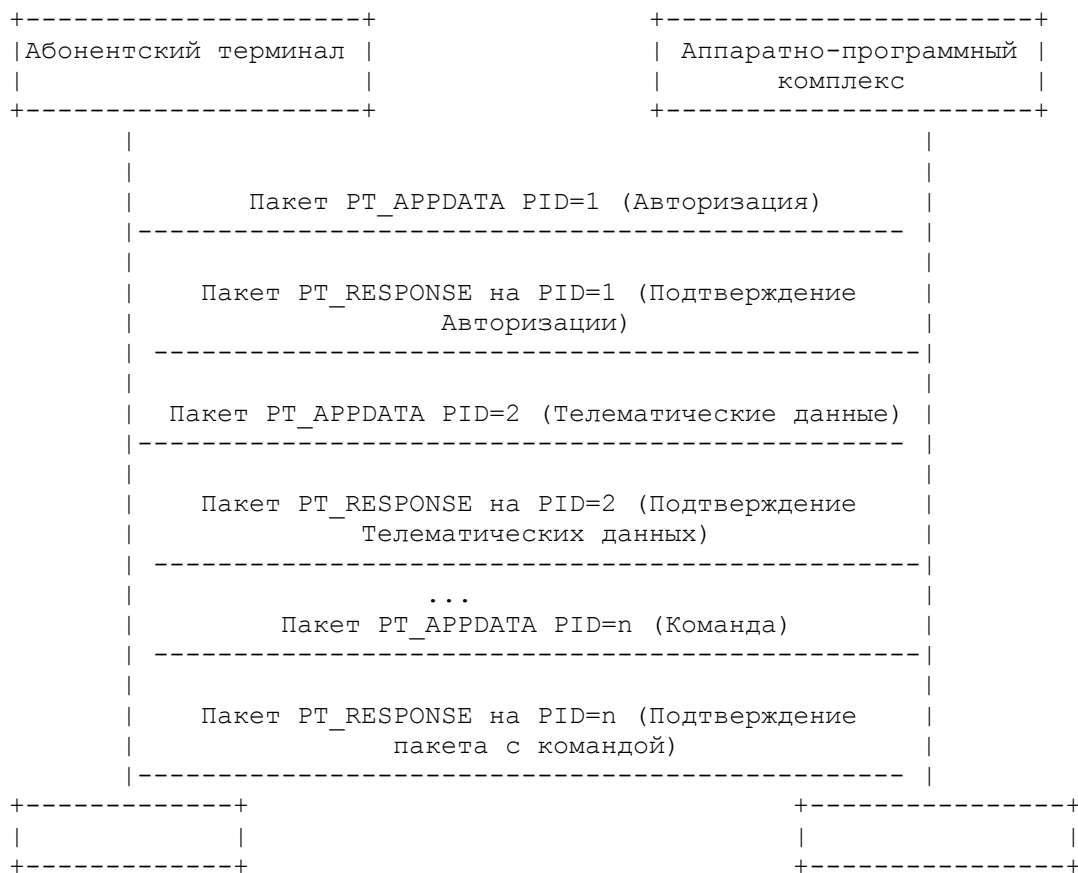 Абонентский терминал
Аппаратно-программный
комплекс
Пакет PT_APPDATA PID=1 (Авторизация)
Пакет PT_RESPONSE на PID=1 (Подтверждение
Авторизации)
Пакет PT_APPDATA PID=2 (Телематические данные)
Пакет PT_RESPONSE на PID=2 (Подтверждение
Телематических данных)
...
Пакет PT_APPDATA PID=n (Команда)
Пакет PT_RESPONSE на PID=n (Подтверждение
пакета с командой)